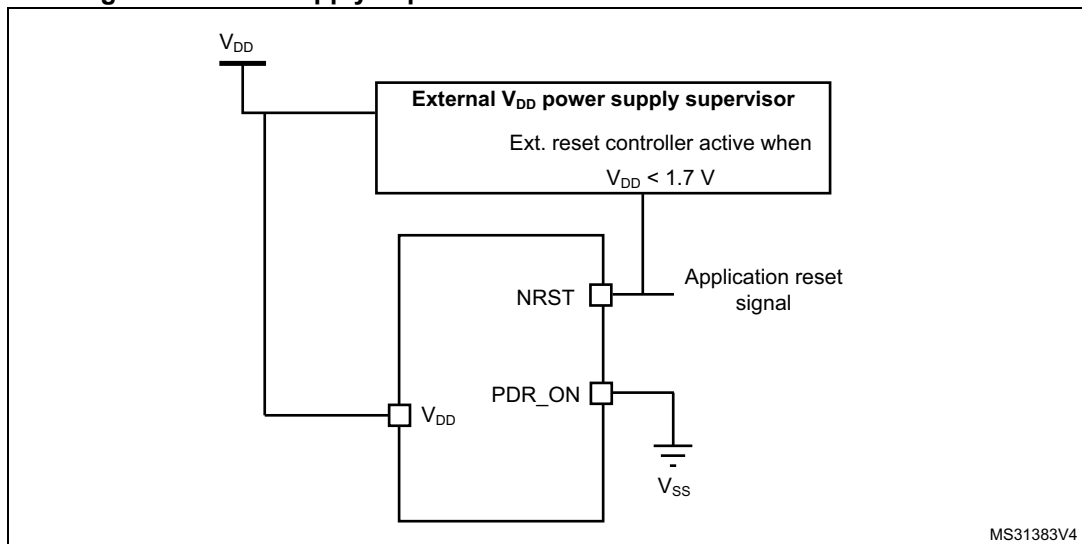 V_DD
External V_DD power supply supervisor
Ext. reset controller active when
V_DD < 1.7 V
NRST
Application reset
signal
PDR_ON
V_DD
V_SS
MS31383V4